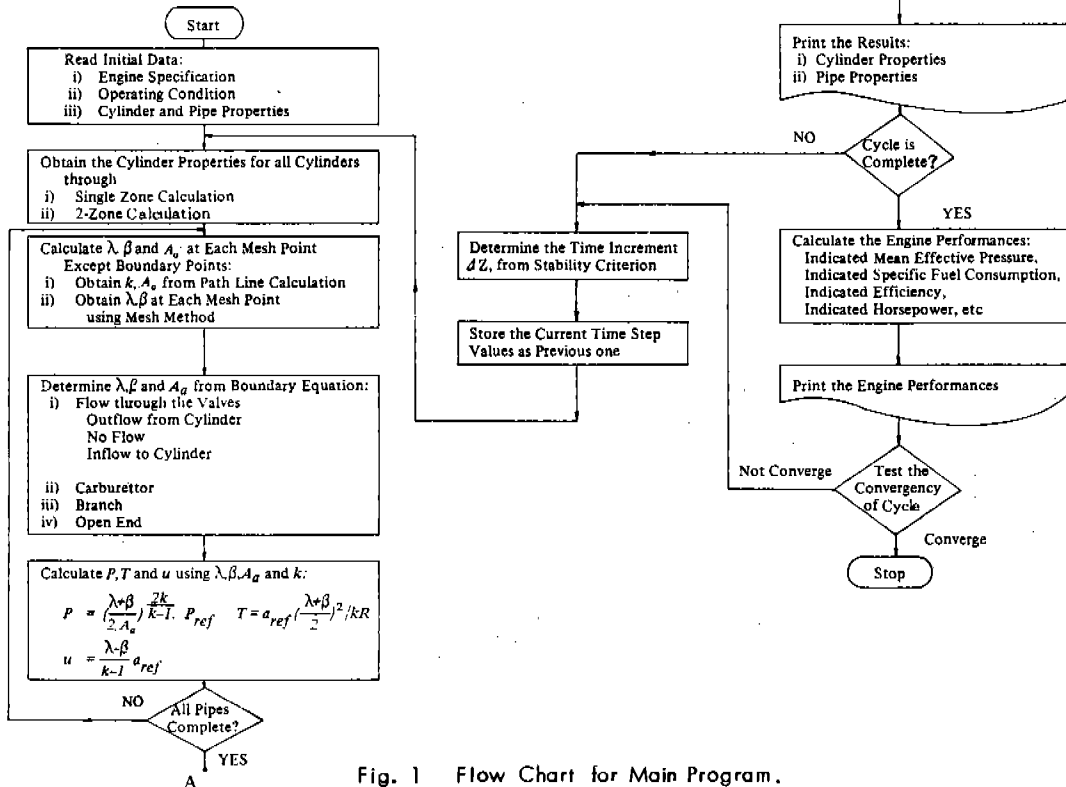 Start
Read Initial Data:
i) Engine Specification
ii) Operating Condition
iii) Cylinder and Pipe Properties
Obtain the Cylinder Properties for all Cylinders
through
i) Single Zone Calculation
ii) 2-Zone Calculation
Calculate λ, β and A_a at Each Mesh Point
Except Boundary Points:
i) Obtain k, A_a from Path Line Calculation
ii) Obtain λ,β at Each Mesh Point
using Mesh Method
Determine λ,β and A_a from Boundary Equation:
i) Flow through the Valves
Outflow from Cylinder
No Flow
Inflow to Cylinder
ii) Carburettor
iii) Branch
iv) Open End
Calculate P, T and u using λ,β,A_a and k:
P = (λ+β / 2,A_a)^(2k / k-1). P_ref T = a_ref(λ+β / 2)^2/kR
u = λ-β / k-1 a_ref
NO
All Pipes
Complete?
YES
A
Determine the Time Increment
ΔZ, from Stability Criterion
Store the Current Time Step
Values as Previous one
Print the Results:
i) Cylinder Properties
ii) Pipe Properties
NO
Cycle is
Complete?
YES
Calculate the Engine Performances:
Indicated Mean Effective Pressure,
Indicated Specific Fuel Consumption,
Indicated Efficiency,
Indicated Horsepower, etc
Print the Engine Performances
Not Converge
Test the
Convergency
of Cycle
Converge
Stop
Fig. 1 Flow Chart for Main Program.